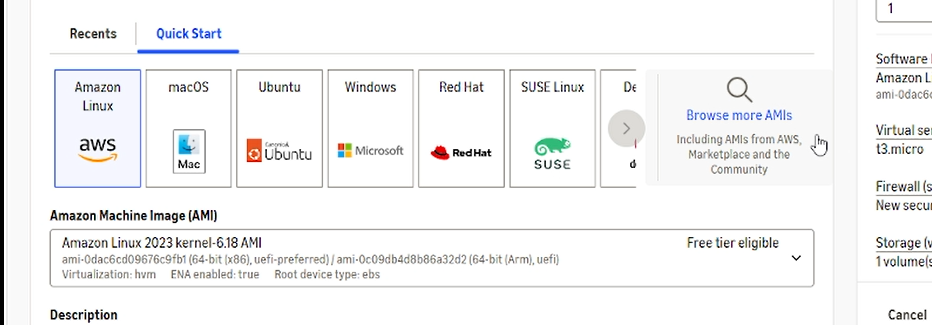 Recents
Quick Start
Amazon
Linux
aws
macOS
Mac
Ubuntu
Canonical
Ubuntu
Windows
Microsoft
Red Hat
Red Hat
SUSE Linux
SUSE
De
Browse more AMIs
Including AMIs from AWS,
Marketplace and the
Community
Amazon Machine Image (AMI)
Amazon Linux 2023 kernel-6.18 AMI
Free tier eligible
ami-0dac6cd09676c9fb1 (64-bit (x86), uefi-preferred) / ami-0c09db4d8b86a32d2 (64-bit (Arm), uefi)
Virtualization: hvm ENA enabled: true Root device type: ebs
Description
1
Software
Amazon L
ami-0dac6c
Virtual ser
t3.micro
Firewall (s
New secur
Storage (v
1 volume(s
Cancel